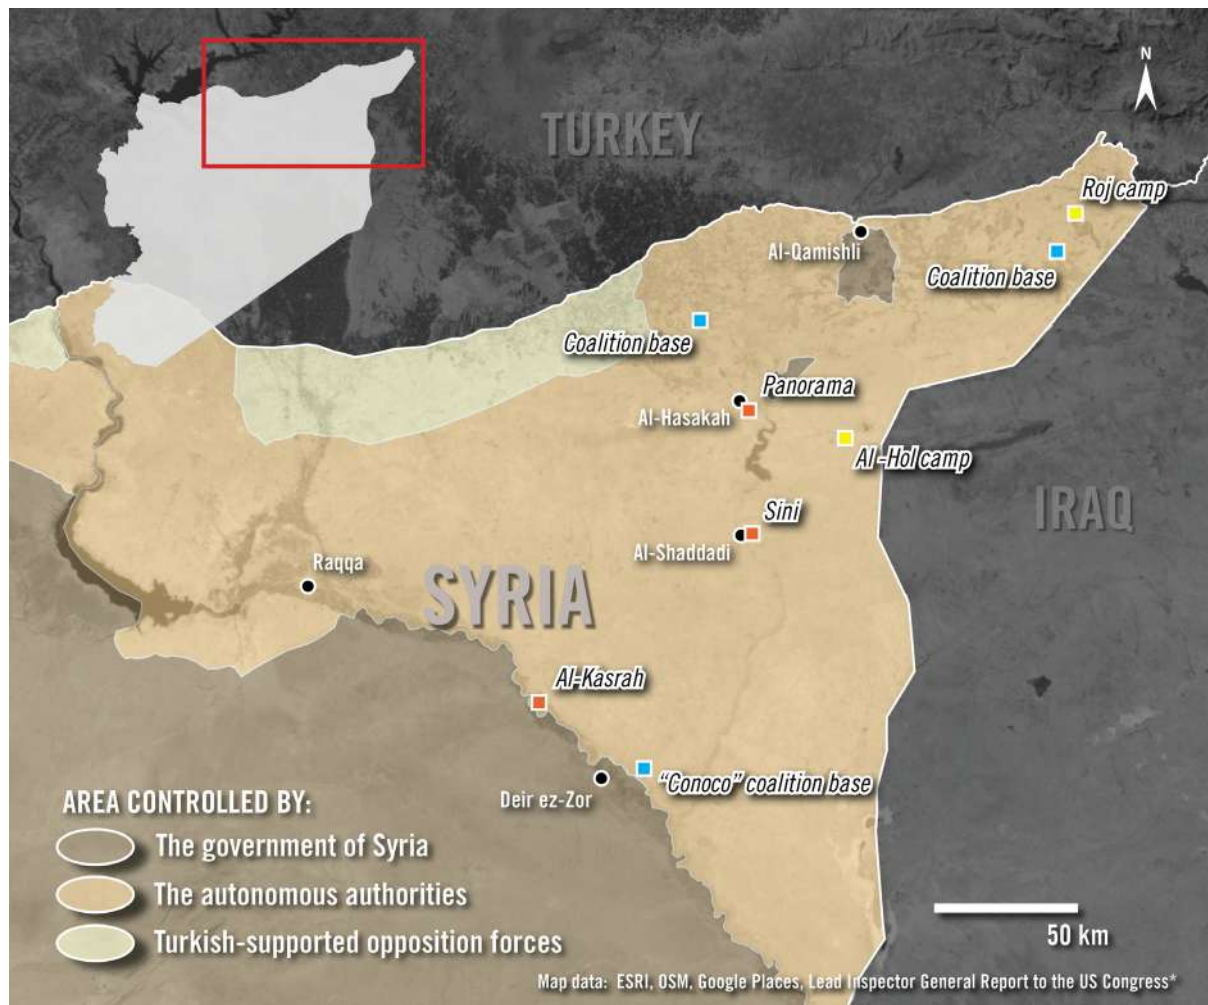 N
TURKEY
Roj camp
Al-Qamishli
Coalition base
Coalition base
Panorama
Al-Hasakah
Al -Hol camp
IRAQ
Sini
Al-Shaddadi
Raqqa
SYRIA
Al-Kasrah
"Conoco" coalition base
Deir ez-Zor
AREA CONTROLLED BY:
The government of Syria
The autonomous authorities
Turkish-supported opposition forces
50 km
Map data: ESRI, OSM, Google Places, Lead Inspector General Report to the US Congress*